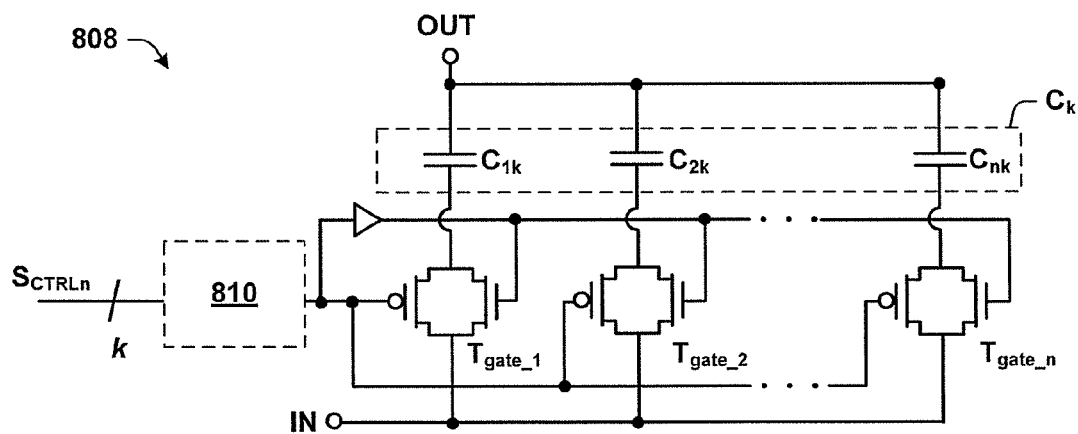 808
OUT
C_k
C_1k
C_2k
C_nk
S_CTRLn
k
810
T_gate_1
T_gate_2
T_gate_n
IN